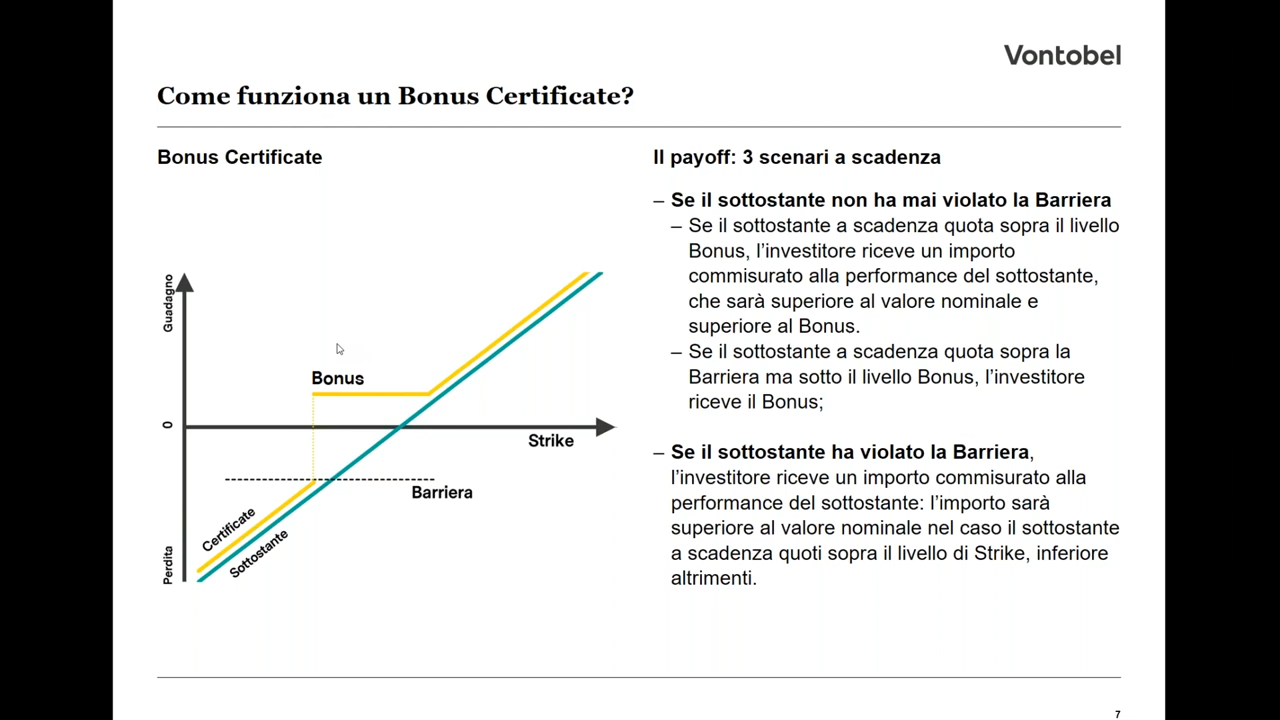 Vontobel
Come funziona un Bonus Certificate?
Bonus Certificate
Guadagno
0
Perdita
Bonus
Strike
Barriera
Certificate
Sottostante
Il payoff: 3 scenari a scadenza
– Se il sottostante non ha mai violato la Barriera
– Se il sottostante a scadenza quota sopra il livello
Bonus, l'investitore riceve un importo
commisurato alla performance del sottostante,
che sarà superiore al valore nominale e
superiore al Bonus.
– Se il sottostante a scadenza quota sopra la
Barriera ma sotto il livello Bonus, l'investitore
riceve il Bonus;
– Se il sottostante ha violato la Barriera,
l'investitore riceve un importo commisurato alla
performance del sottostante: l'importo sarà
superiore al valore nominale nel caso il sottostante
a scadenza quoti sopra il livello di Strike, inferiore
altrimenti.
7